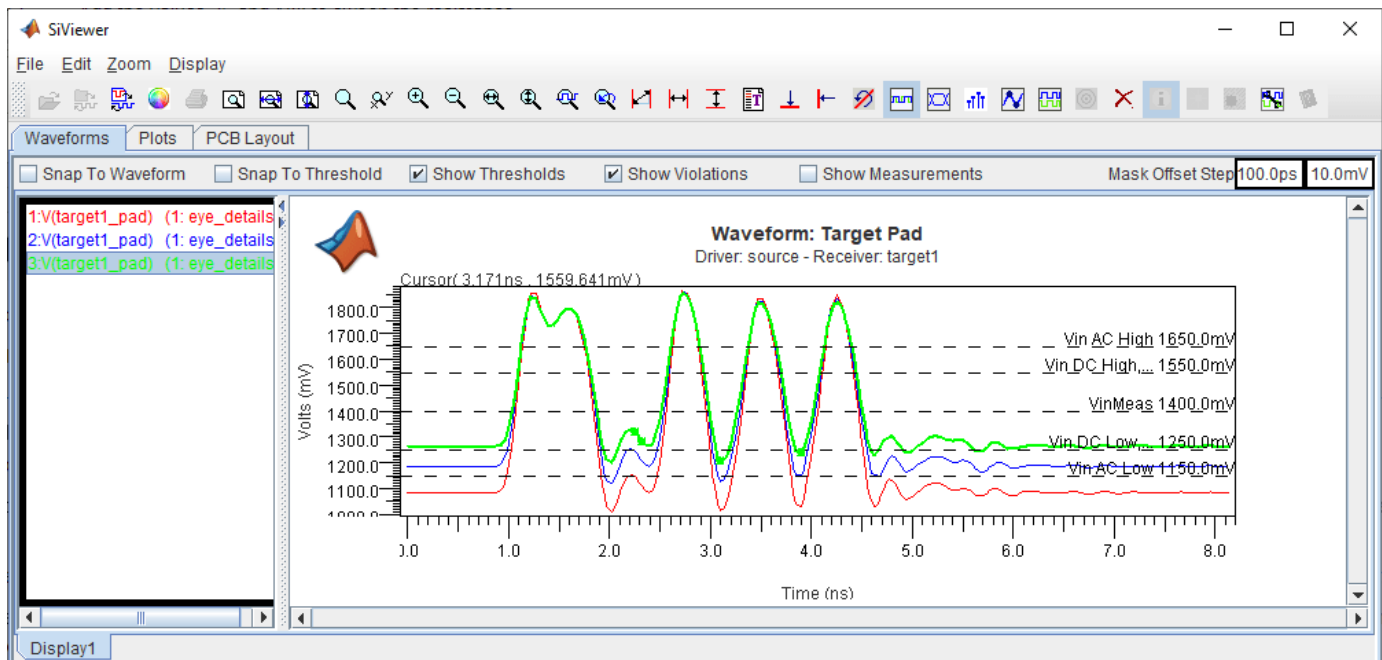 SiViewer
File Edit Zoom Display
Waveforms Plots PCB Layout
Snap To Waveform Snap To Threshold Show Thresholds Show Violations Show Measurements Mask Offset Step 100.0ps 10.0mV
1:V(target1_pad) (1: eye_details
2:V(target1_pad) (1: eye_details
3:V(target1_pad) (1: eye_details
Waveform: Target Pad
Driver: source - Receiver: target1
Cursor( 3.171ns , 1559.641mV )
Volts (mV)
1800.0
1700.0
1600.0
1500.0
1400.0
1300.0
1200.0
1100.0
Vin AC High 1650.0mV
Vin DC High,... 1550.0mV
VinMeas 1400.0mV
Vin DC Low,... 1250.0mV
Vin AC Low 1150.0mV
1.0 2.0 3.0 4.0 5.0 6.0 7.0 8.0
Time (ns)
Display1